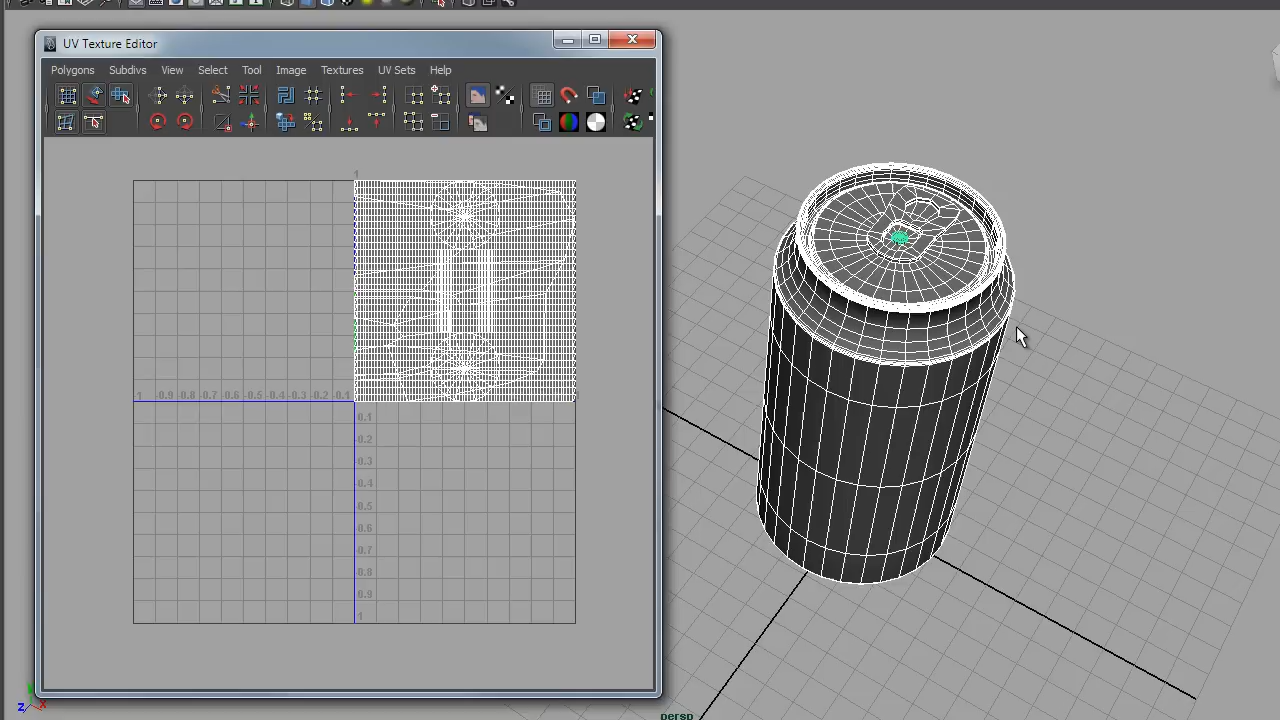 UV Texture Editor
Polygons Subdivs View Select Tool Image Textures UV Sets Help
1
1 -0.9 -0.8 -0.7 -0.6 -0.5 -0.4 -0.3 -0.2 -0.1
0.1
0.2
0.3
0.4
0.5
0.6
0.7
0.8
0.9
1
persp
z x